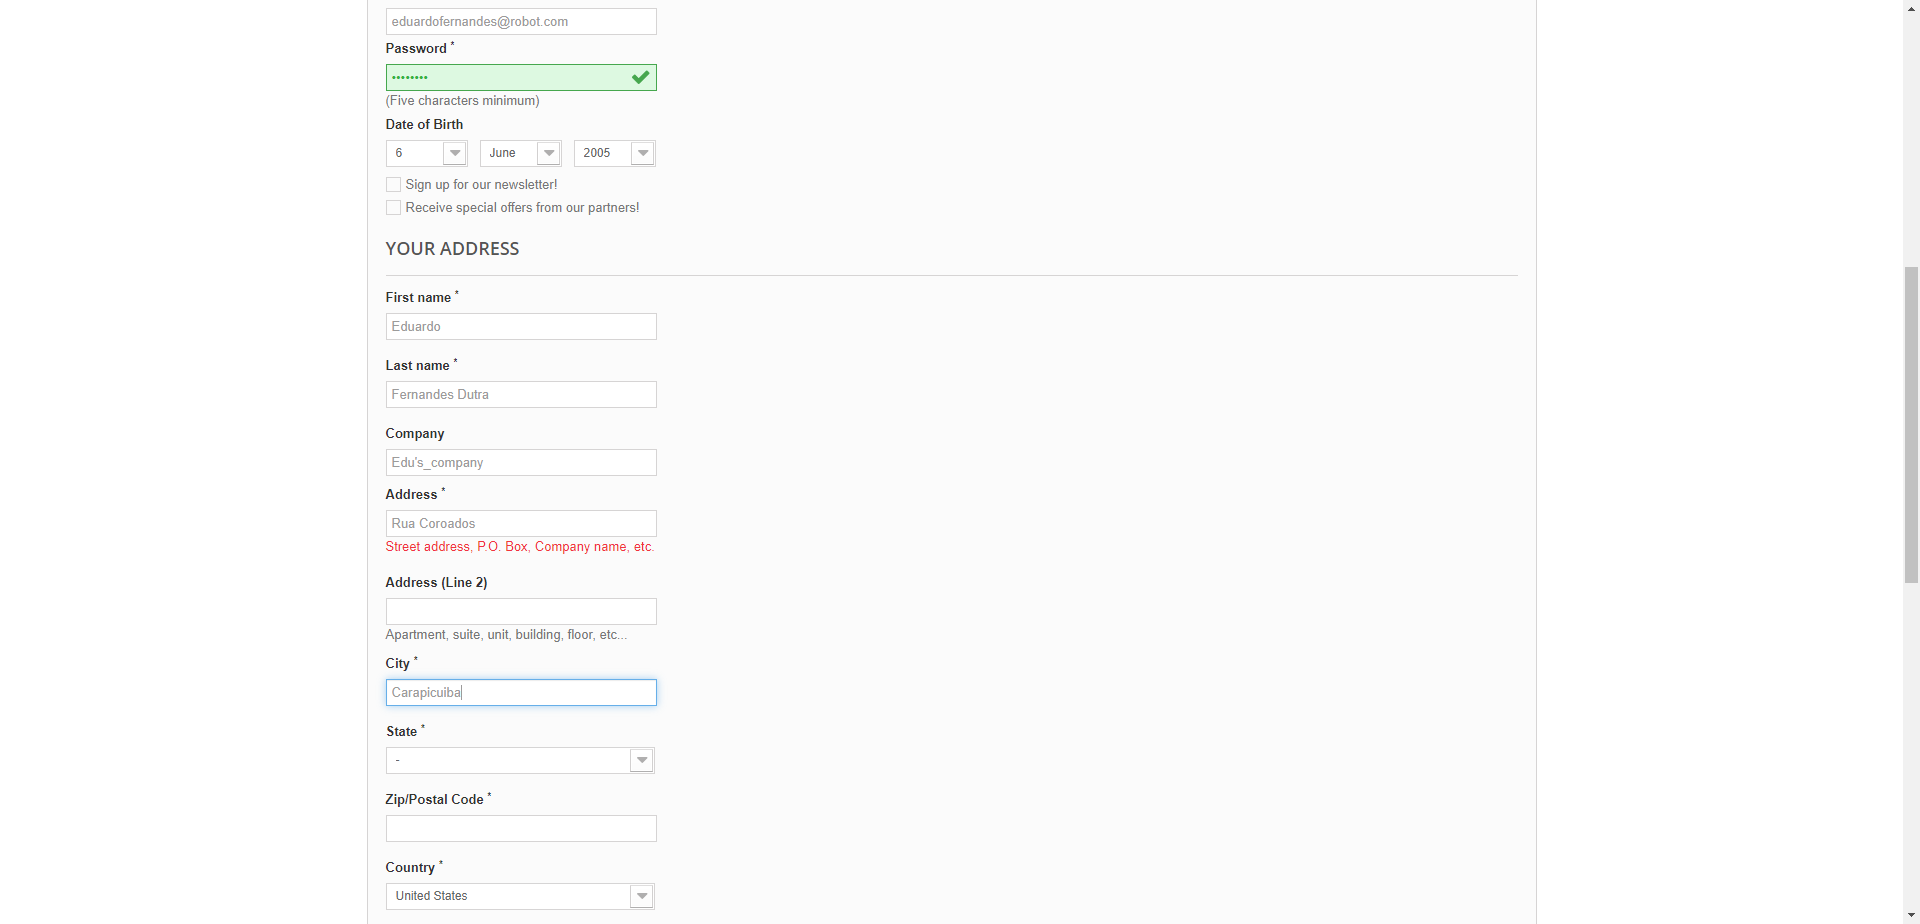 eduardofernandes@robot.com
Password *
••••••••
(Five characters minimum)
Date of Birth
6 June 2005
Sign up for our newsletter!
Receive special offers from our partners!
YOUR ADDRESS
First name *
Eduardo
Last name *
Fernandes Dutra
Company
Edu's_company
Address *
Rua Coroados
Street address, P.O. Box, Company name, etc.
Address (Line 2)
Apartment, suite, unit, building, floor, etc...
City *
Carapicuiba
State *
-
Zip/Postal Code *
Country *
United States